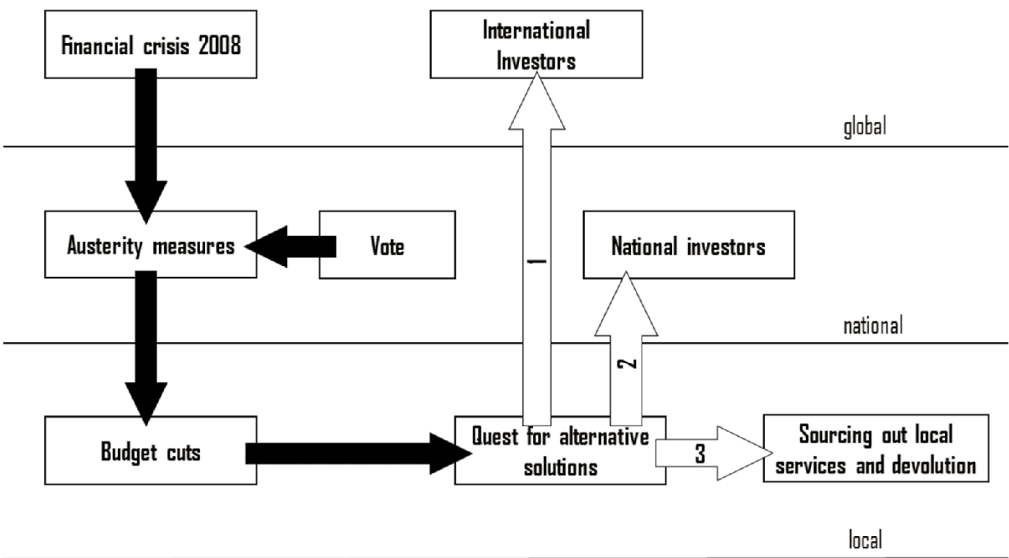 Financial crisis 2008
International
Investors
global
Austerity measures
Vote
National investors
1
national
2
Budget cuts
Quest for alternative
solutions
3
Sourcing out local
services and devolution
local